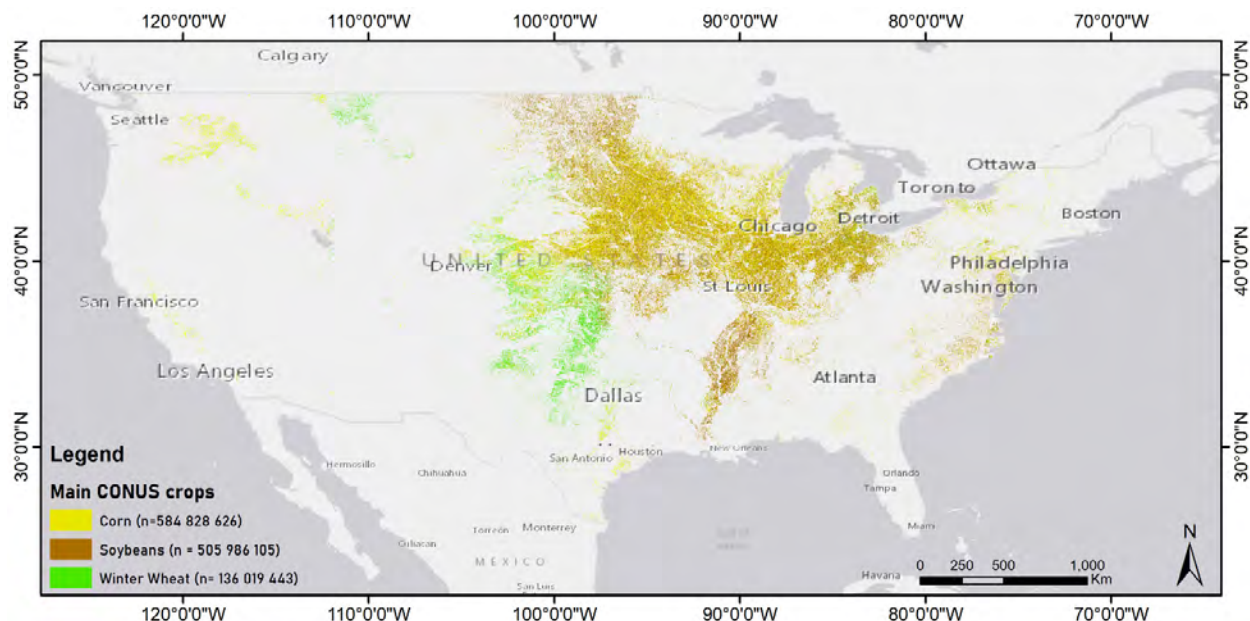 120°0'0"W 110°0'0"W 100°0'0"W 90°0'0"W 80°0'0"W 70°0'0"W
50°0'0"N
50°0'0"N
Calgary
Vancouver
Seattle
Ottawa
Toronto
Boston
Detroit
Chicago
40°0'0"N
40°0'0"N
UNITED STATES
Denver
Philadelphia
St Louis
Washington
San Francisco
Los Angeles
Atlanta
Dallas
30°0'0"N
30°0'0"N
New Orleans
San Antonio
Houston
Hermosillo
Chihuahua
Orlando
Tampa
Miami
Torreón
Monterrey
Culiacan
MÉXICO
San Luis
Havana
Legend
Main CONUS crops
Corn (n=584 828 626)
Soybeans (n = 505 986 105)
Winter Wheat (n= 136 019 443)
N
0 250 500 1,000
Km
120°0'0"W 110°0'0"W 100°0'0"W 90°0'0"W 80°0'0"W 70°0'0"W